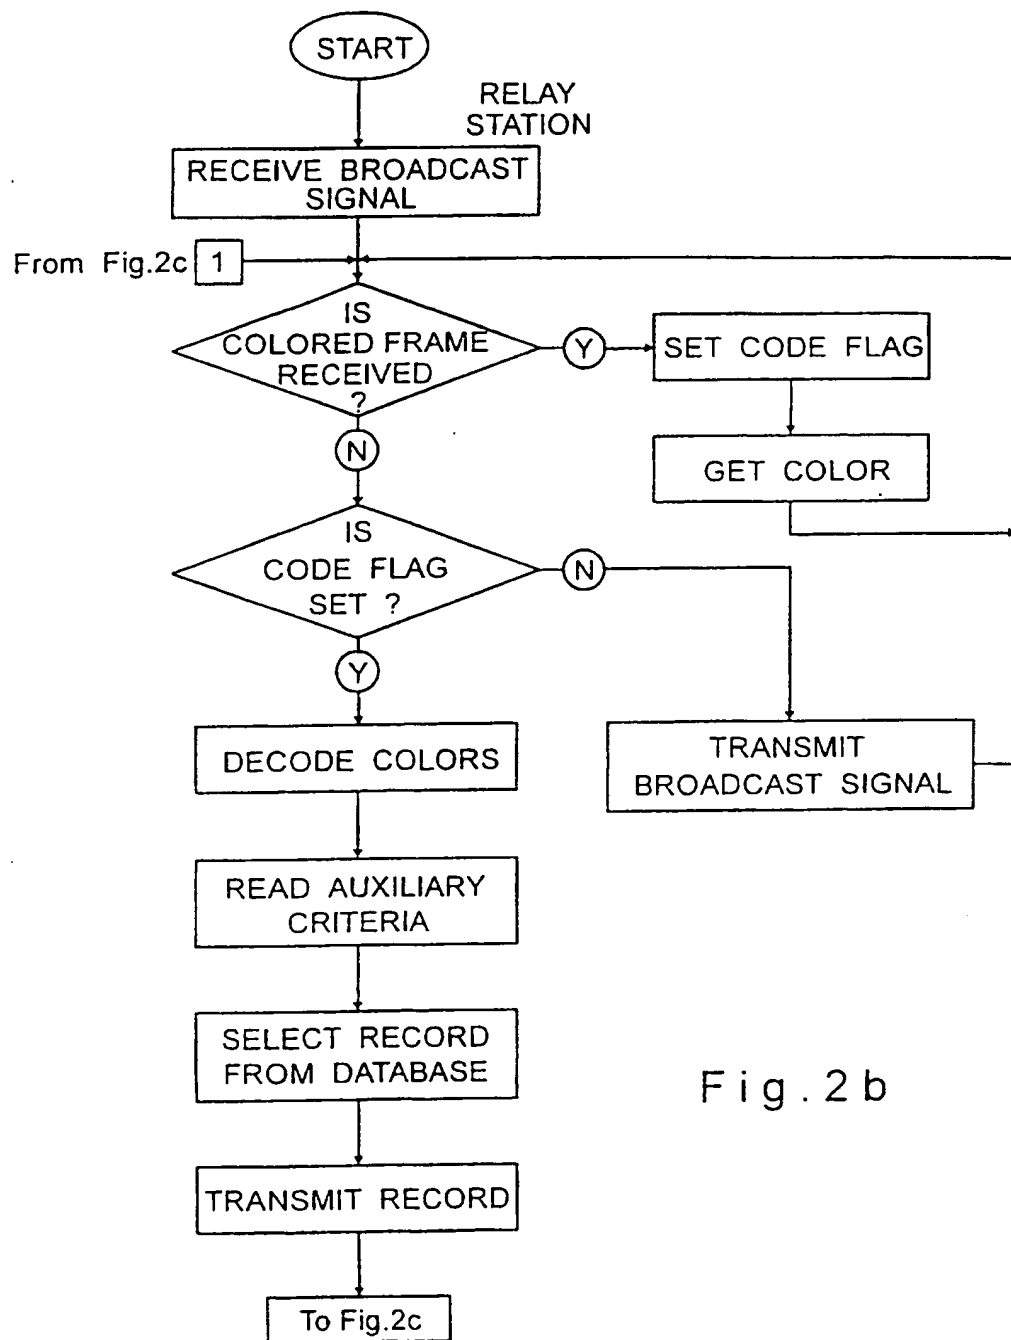 START
RELAY
STATION
RECEIVE BROADCAST
SIGNAL
From Fig.2c 1
IS
COLORED FRAME
RECEIVED
?
Y
SET CODE FLAG
N
GET COLOR
IS
CODE FLAG
SET ?
N
Y
DECODE COLORS
TRANSMIT
BROADCAST SIGNAL
READ AUXILIARY
CRITERIA
SELECT RECORD
FROM DATABASE
Fig.2b
TRANSMIT RECORD
To Fig.2c